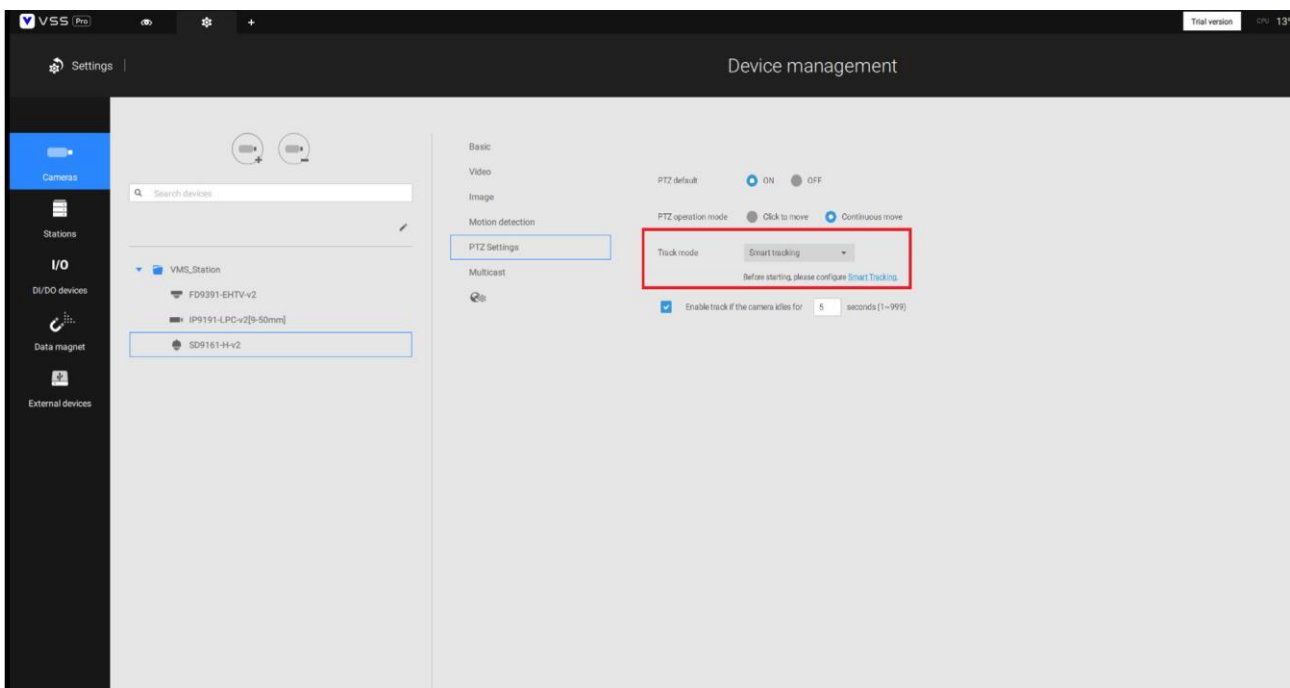 VSS Pro
+
Trial version
CPU 13%
Settings
Device management
Cameras
Stations
I/O
DI/DO devices
Data magnet
External devices
Search devices
VMS_Station
FD9391-EHTV-v2
IP9191-LPC-v2[9-50mm]
SD9161-H-v2
Basic
Video
Image
Motion detection
PTZ Settings
Multicast
PTZ default ON OFF
PTZ operation mode Click to move Continuous move
Track mode Smart tracking
Before starting, please configure Smart Tracking.
Enable track if the camera idles for 5 seconds (1~999)